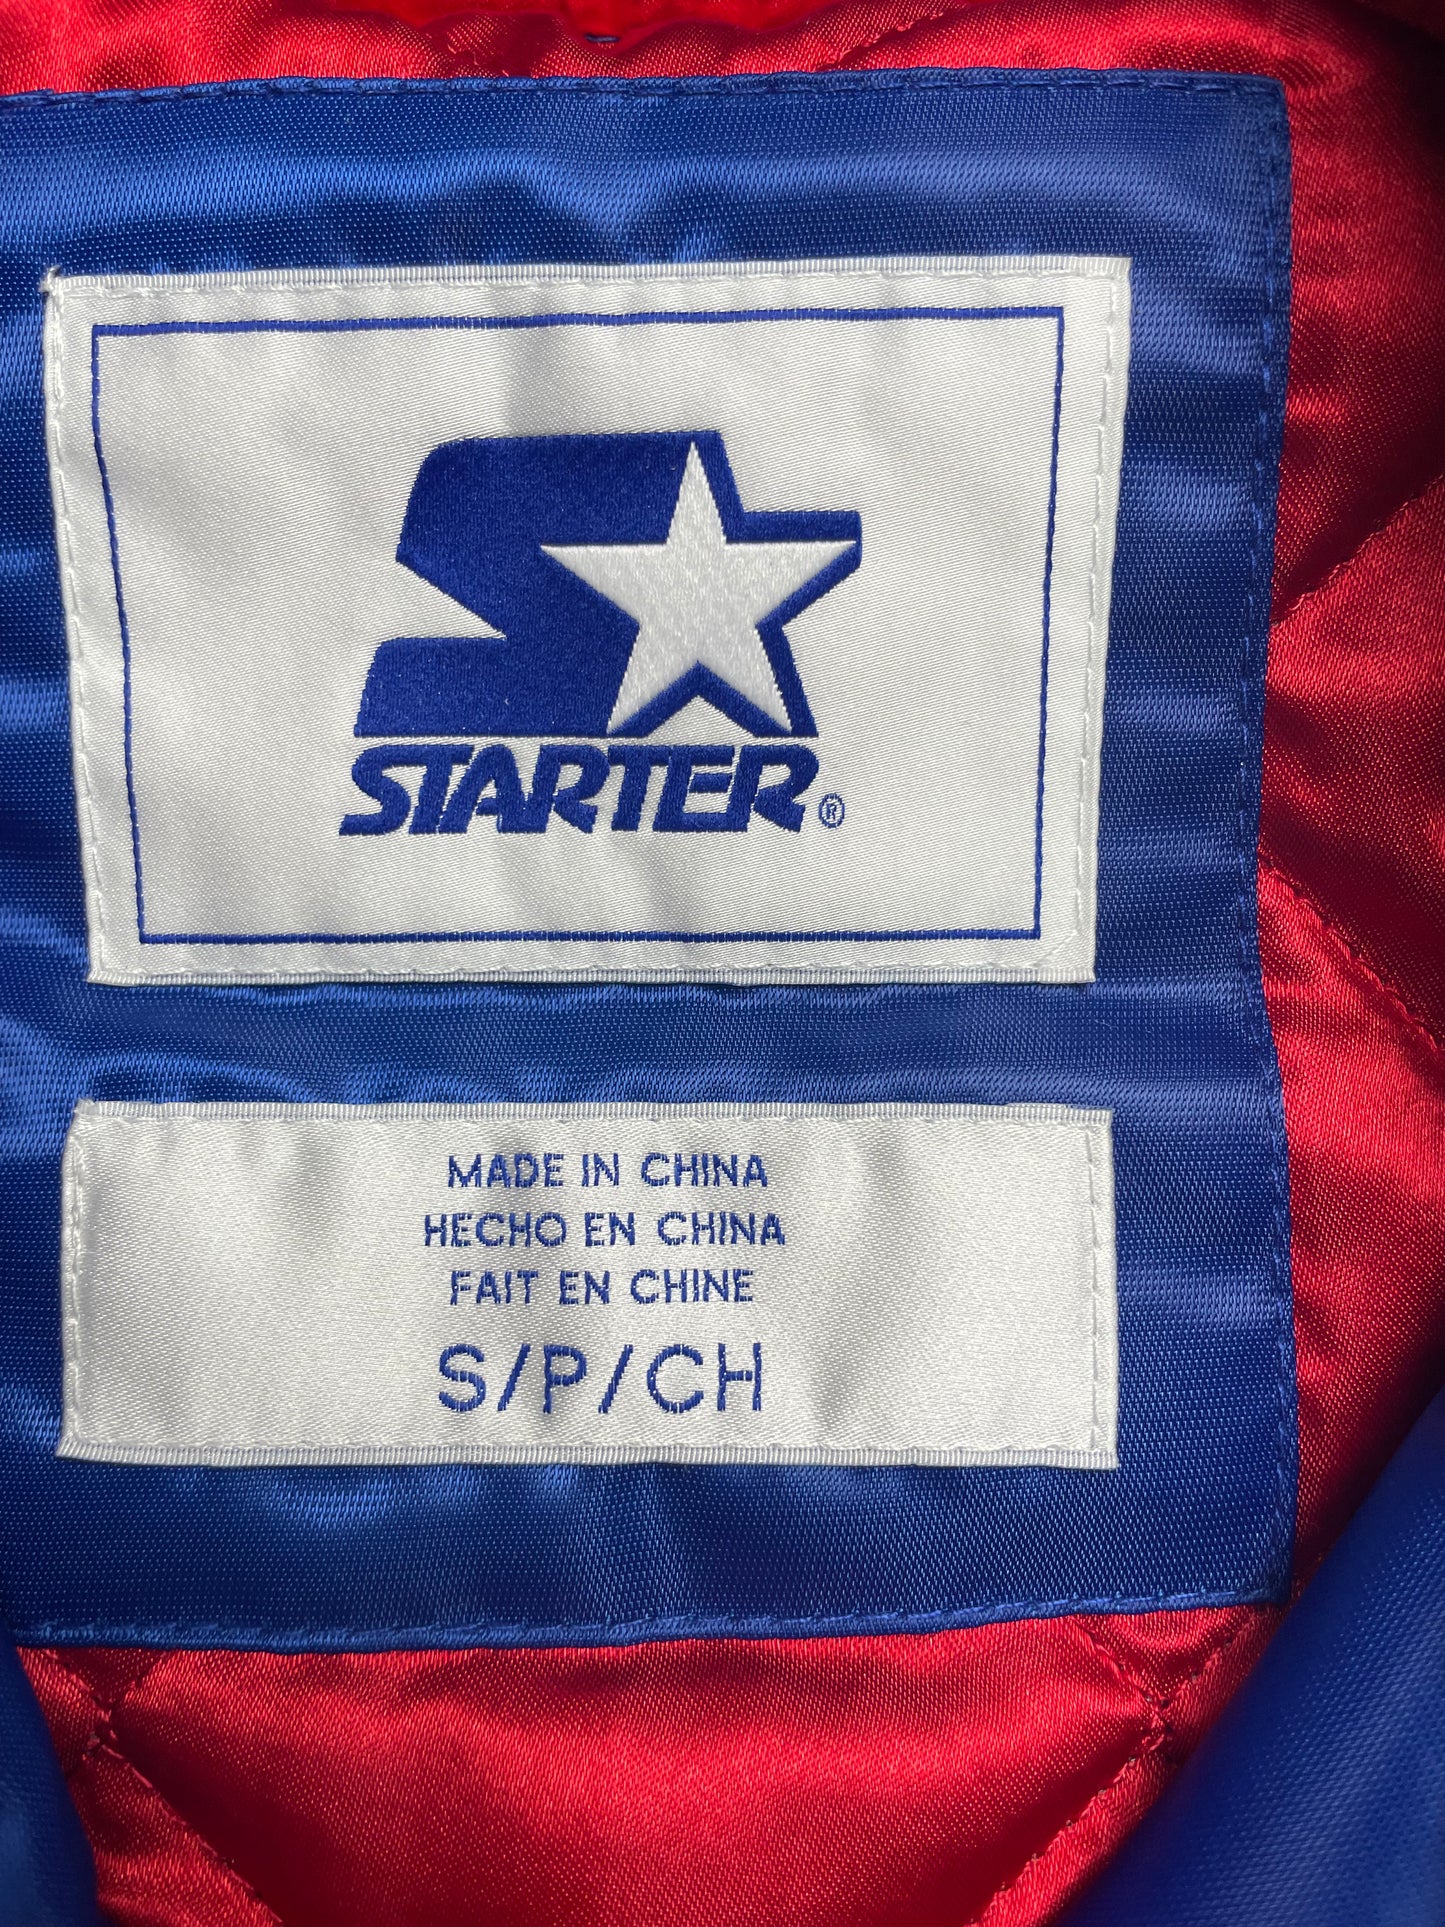 STARTER®
MADE IN CHINA
HECHO EN CHINA
FAIT EN CHINE
S/P/CH